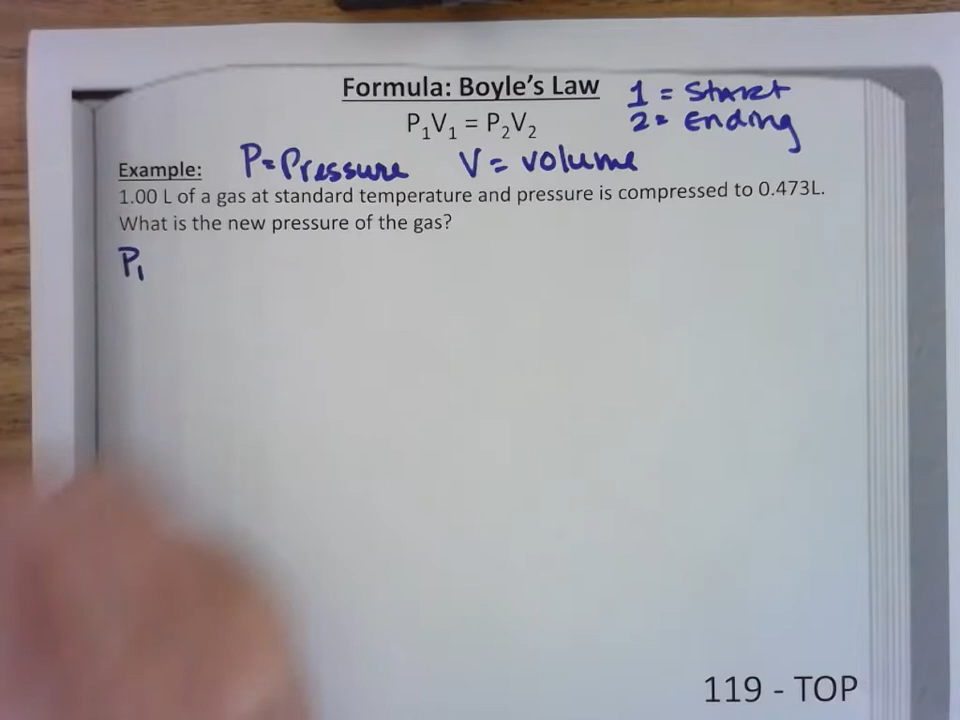 Formula: Boyle's Law 1 = Start
P₁V₁ = P₂V₂ 2 = Ending
Example: P = Pressure V = volume
1.00 L of a gas at standard temperature and pressure is compressed to 0.473L.
What is the new pressure of the gas?
P₁
119 - TOP